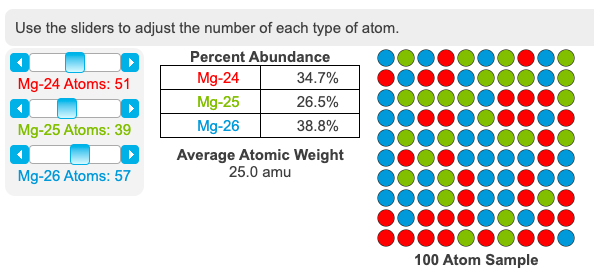 Use the sliders to adjust the number of each type of atom.
Mg-24 Atoms: 51
Mg-25 Atoms: 39
Mg-26 Atoms: 57
Percent Abundance
Mg-24 34.7%
Mg-25 26.5%
Mg-26 38.8%
Average Atomic Weight
25.0 amu
100 Atom Sample